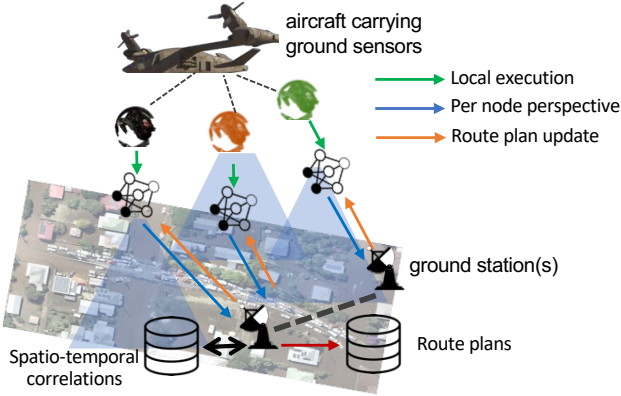 aircraft carrying
ground sensors
Local execution
Per node perspective
Route plan update
ground station(s)
Spatio-temporal
correlations
Route plans